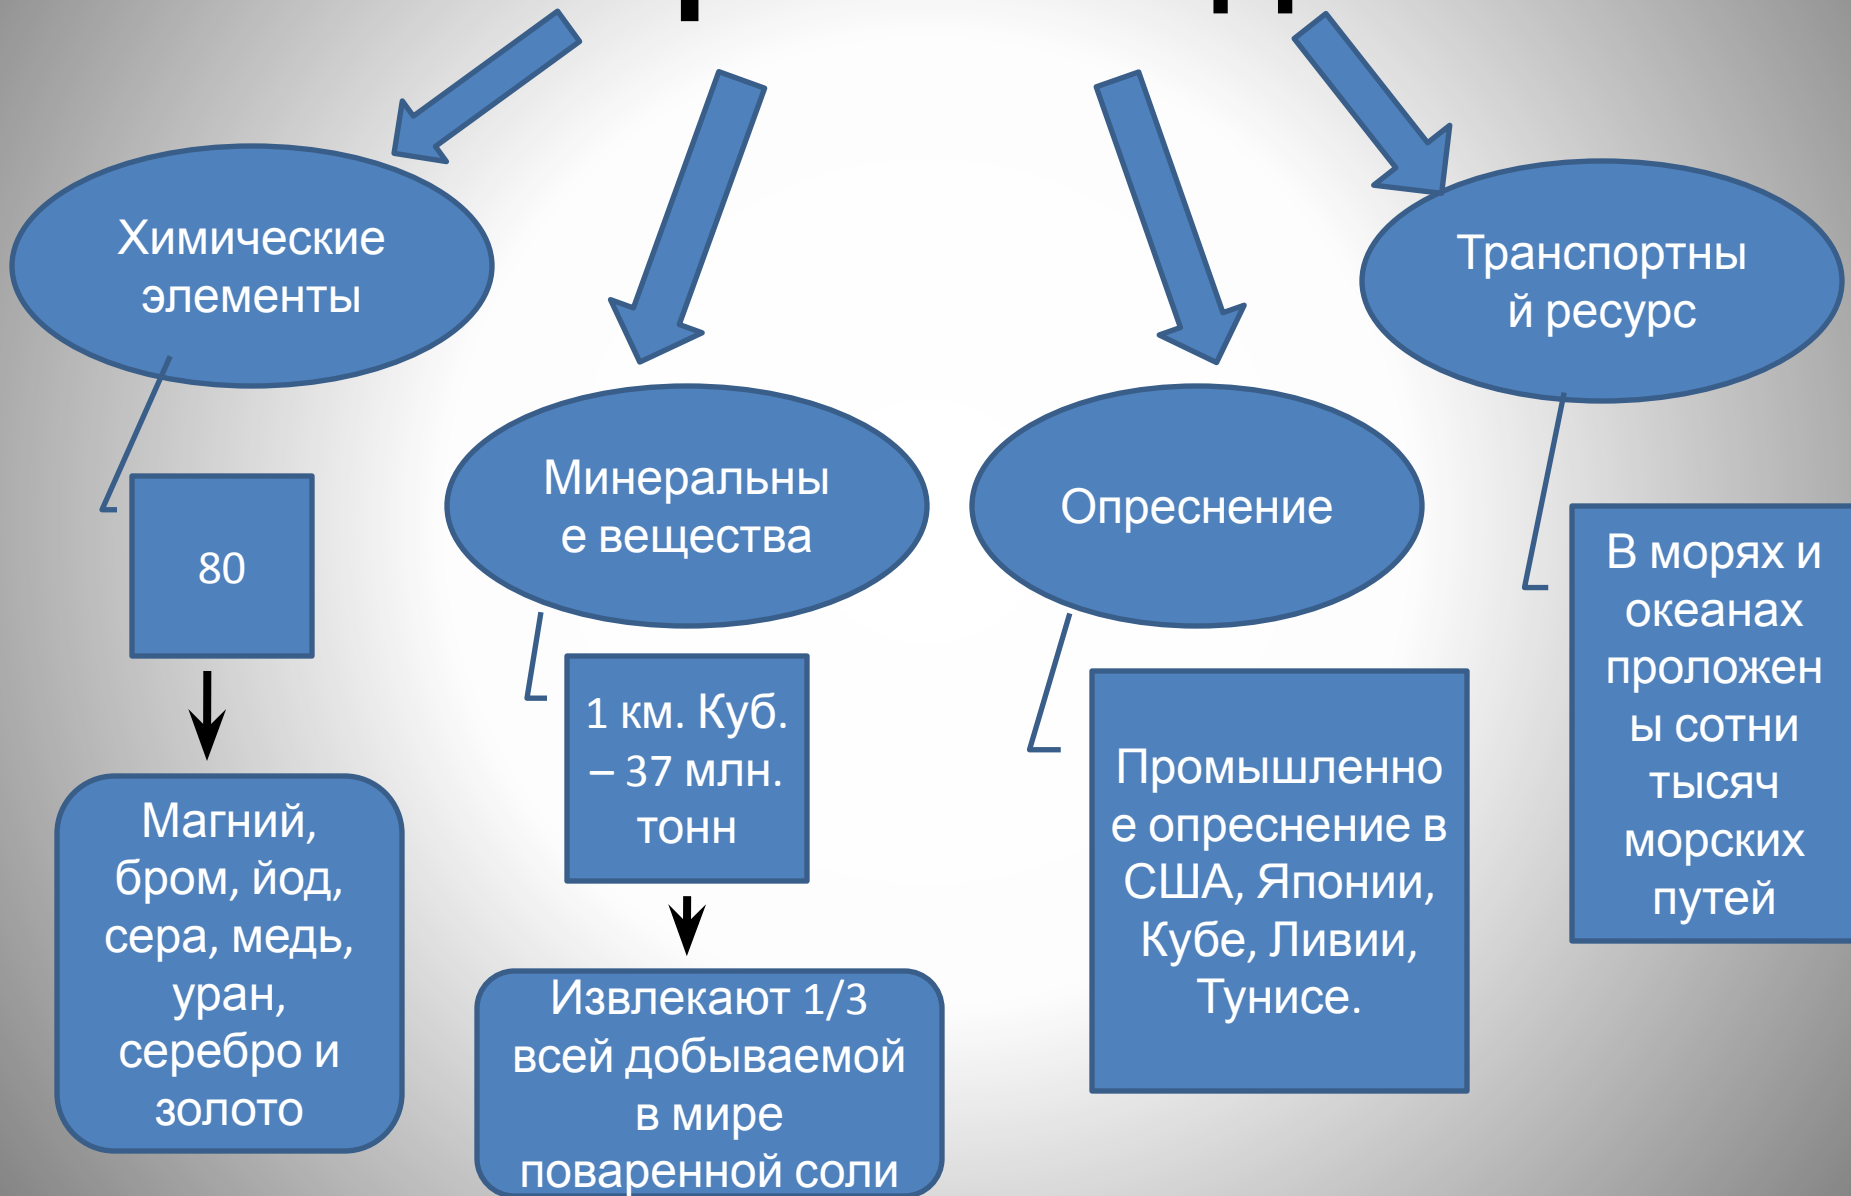 Химические
элементы
80
Магний,
бром, йод,
сера, медь,
уран,
серебро и
золото
Минеральны
е вещества
1 км. Куб.
– 37 млн.
тонн
Извлекают 1/3
всей добываемой
в мире
поваренной соли
Опреснение
Промышленно
е опреснение в
США, Японии,
Кубе, Ливии,
Тунисе.
Транспортны
й ресурс
В морях и
океанах
проложен
ы сотни
тысяч
морских
путей